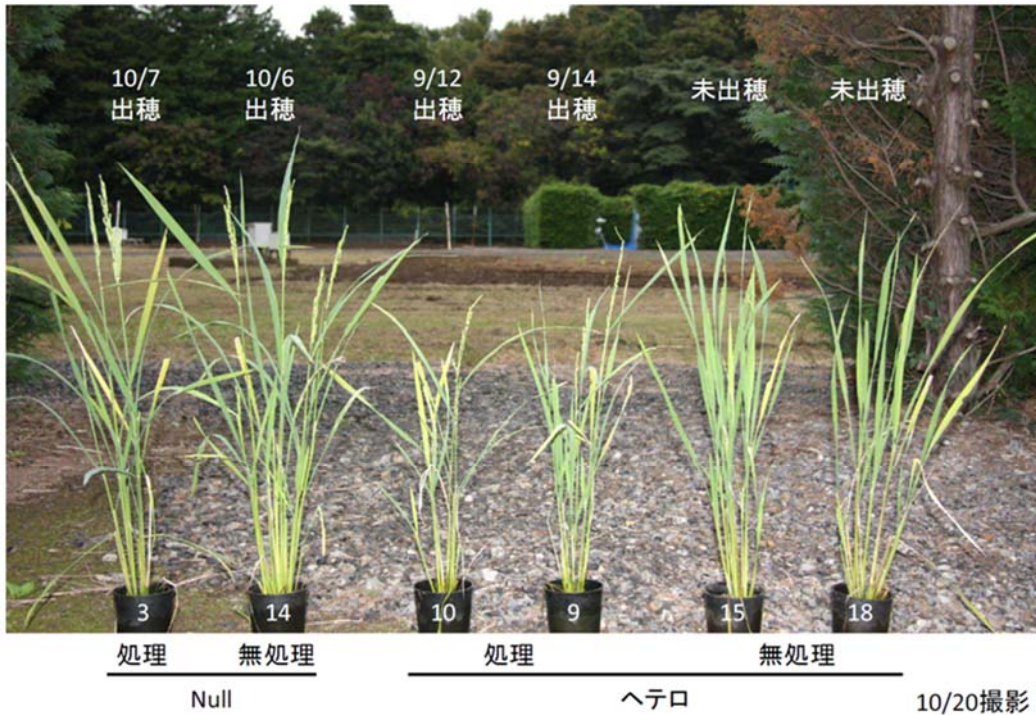 10/7
出穂
10/6
出穂
9/12
出穂
9/14
出穂
未出穂
未出穂
3
14
10
9
15
18
処理
無処理
処理
無処理
Null
ヘテロ
10/20撮影